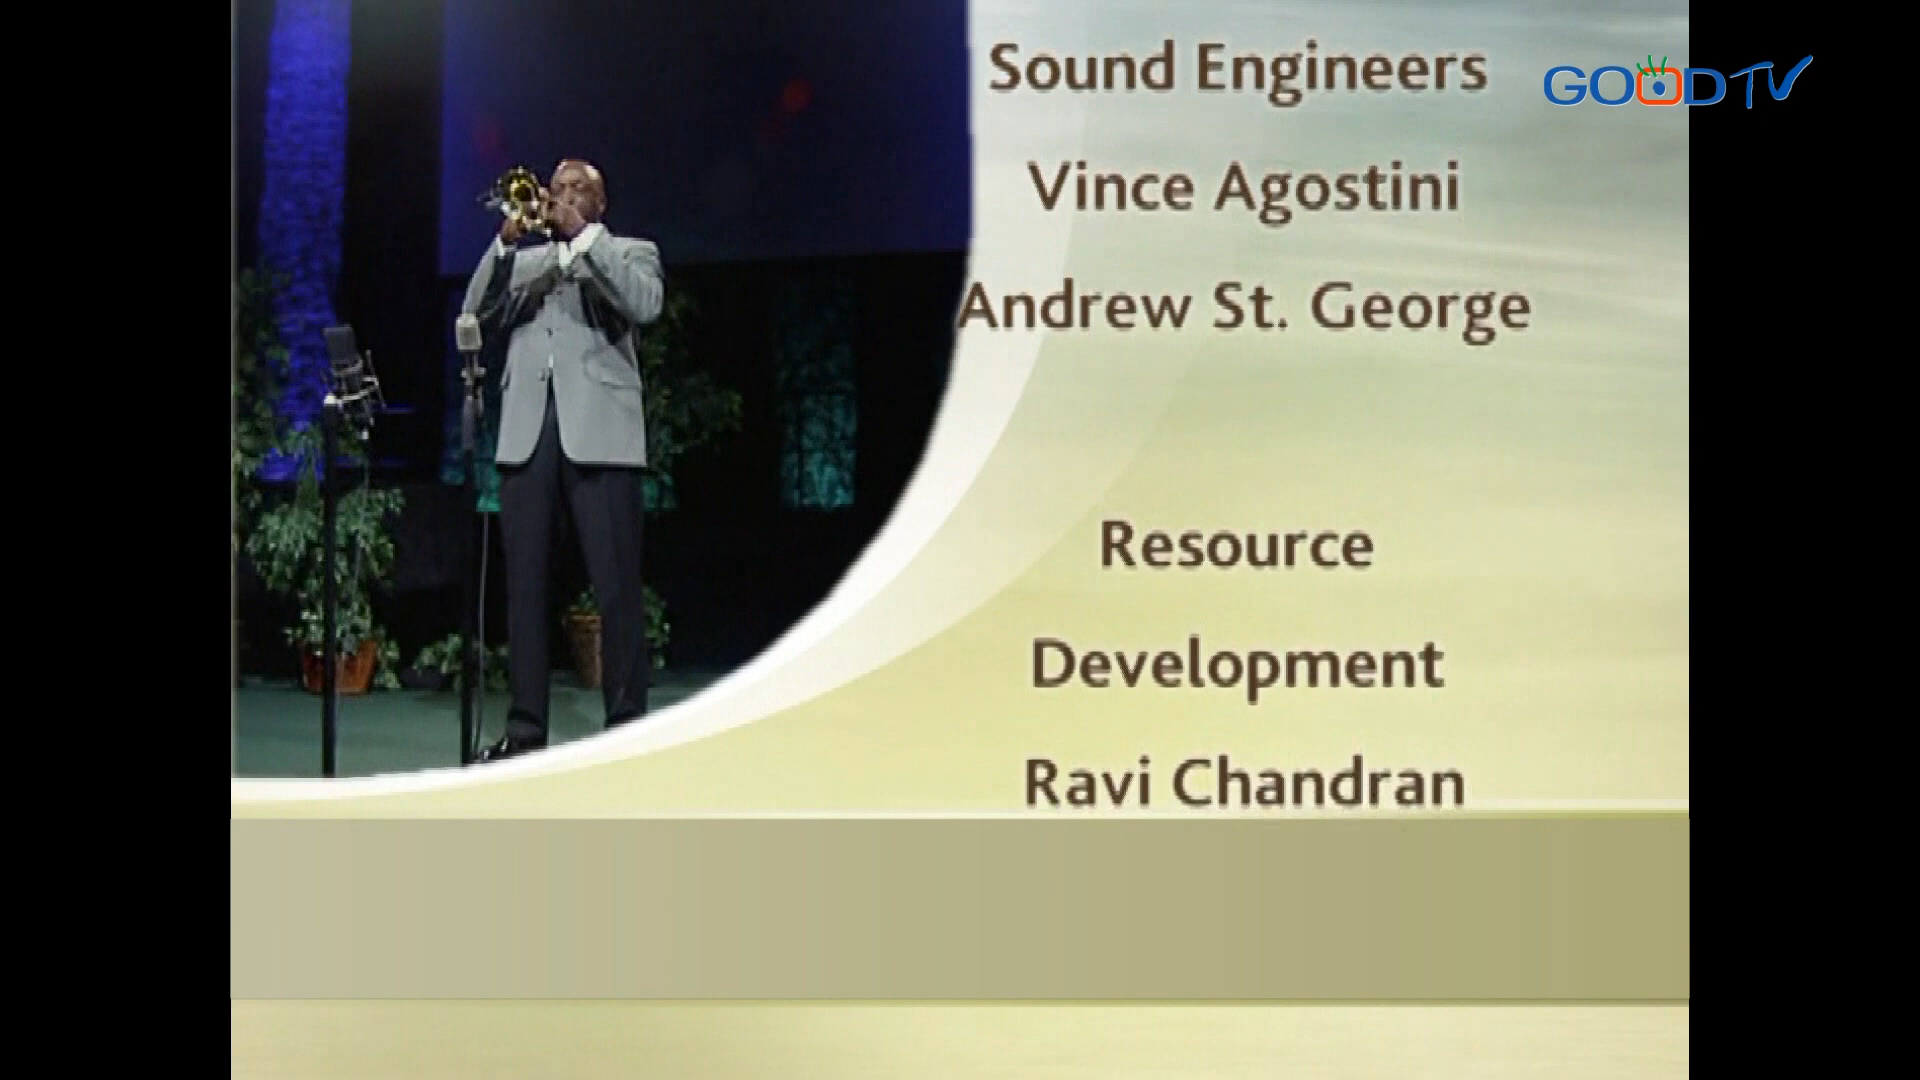 Sound Engineers
GOODTV
Vince Agostini
Andrew St. George
Resource
Development
Ravi Chandran